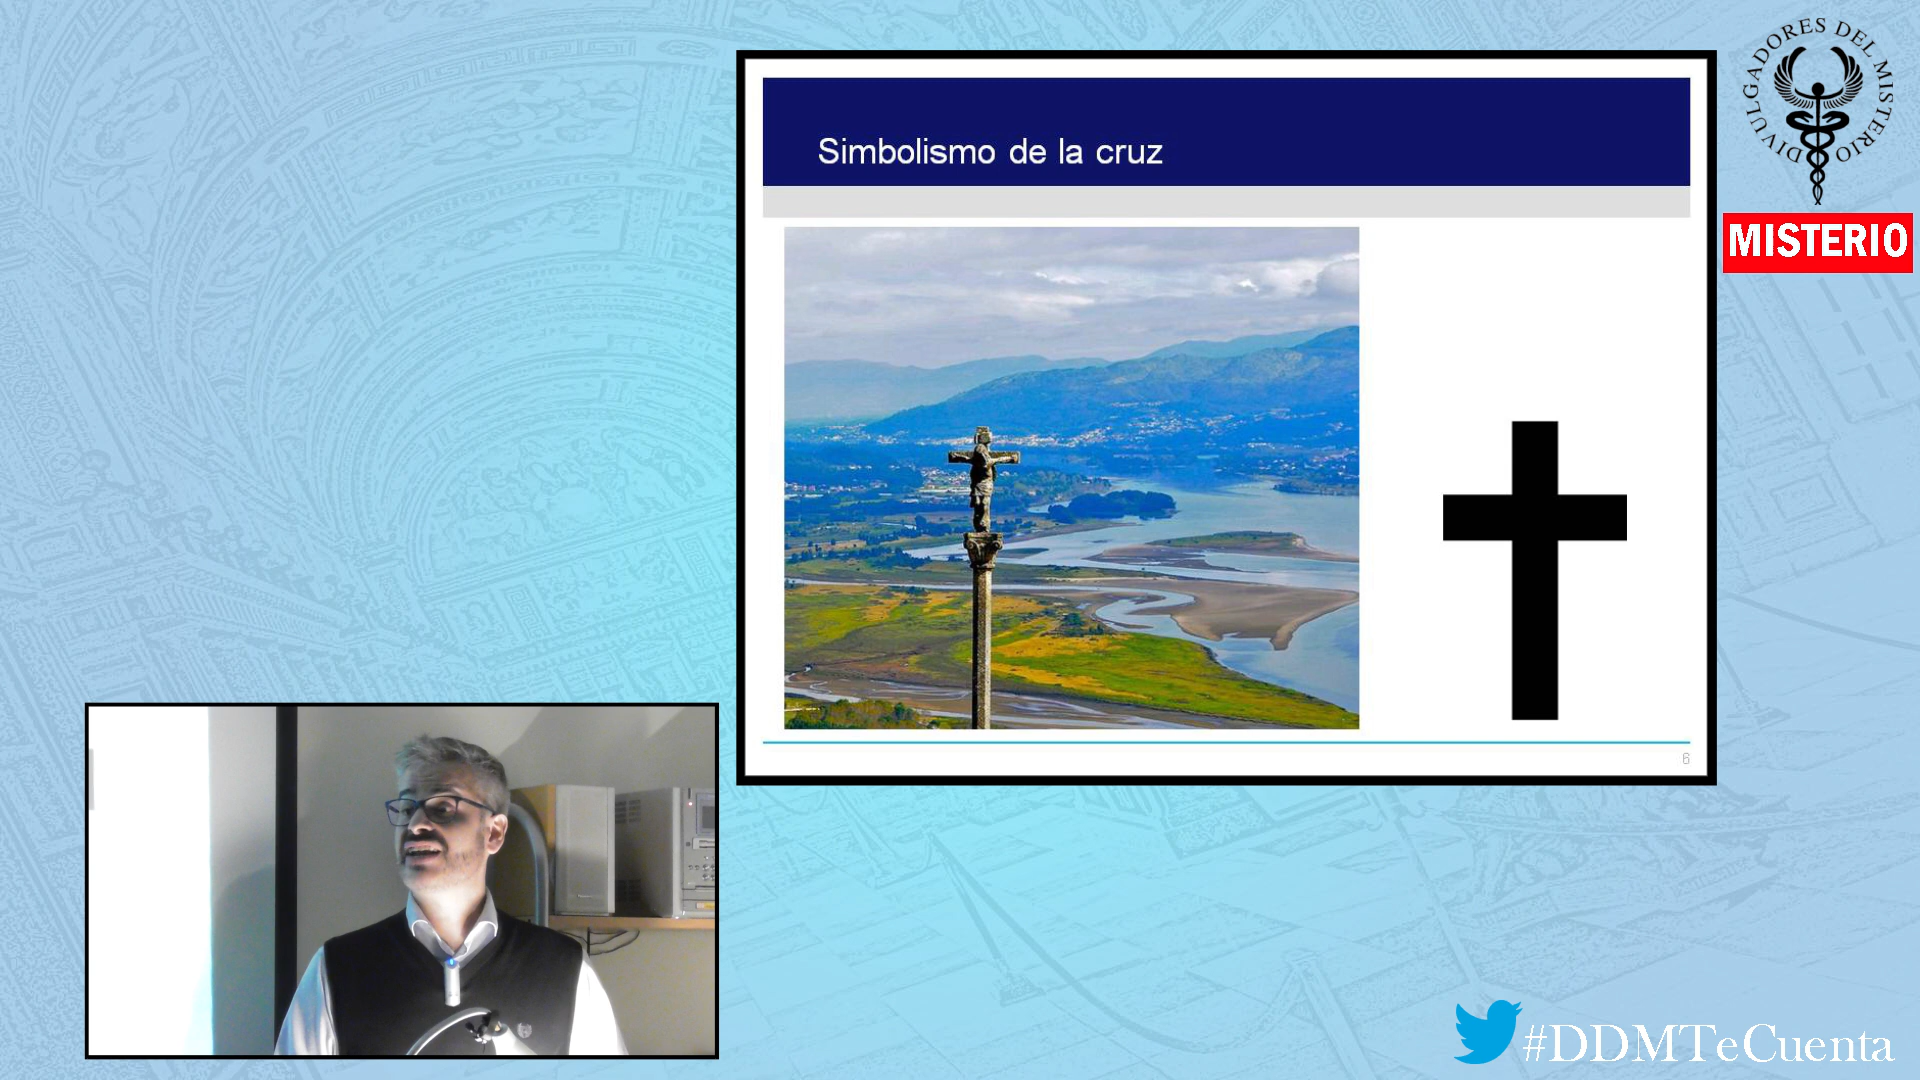 Simbolismo de la cruz
6
DIVULGADORES DEL MISTERIO
MISTERIO
#DDMTeCuenta